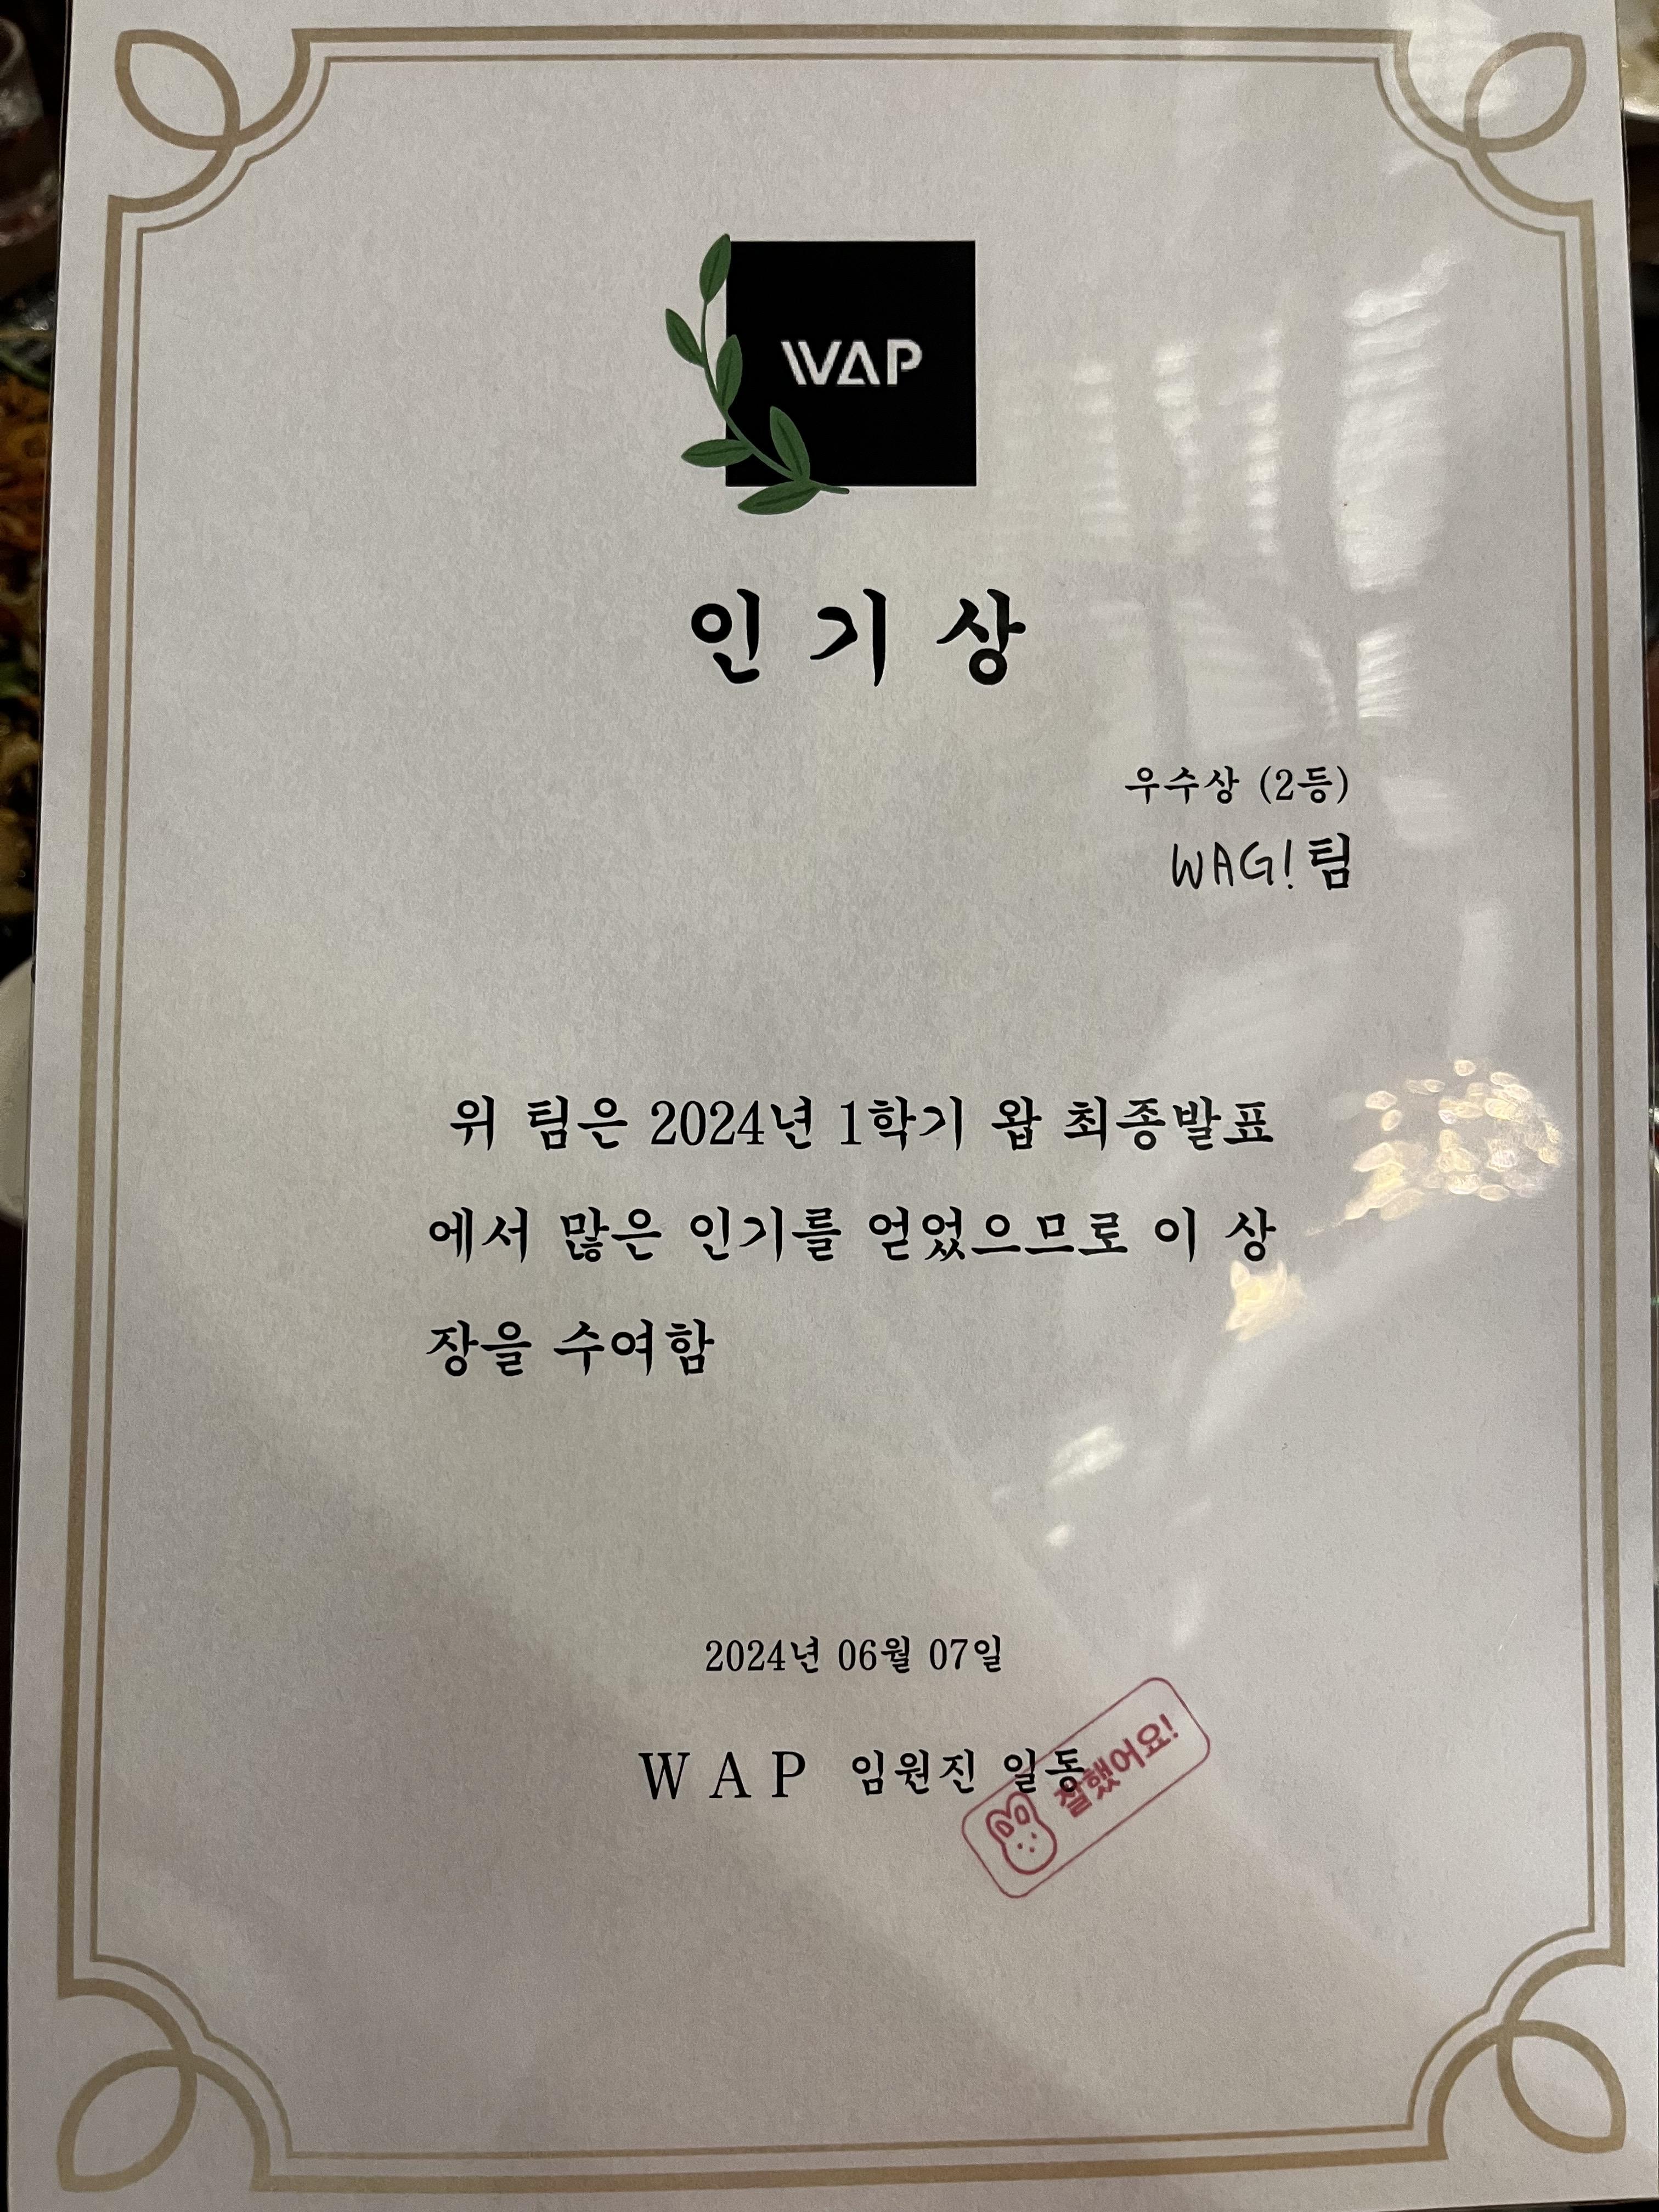 WAP
인기상
우수상 (2등)
WAG! 팀
위 팀은 2024년 1학기 왑 최종발표
에서 많은 인기를 얻었으므로 이 상
장을 수여함
2024년 06월 07일
WAP 임원진 일동
잘했어요!